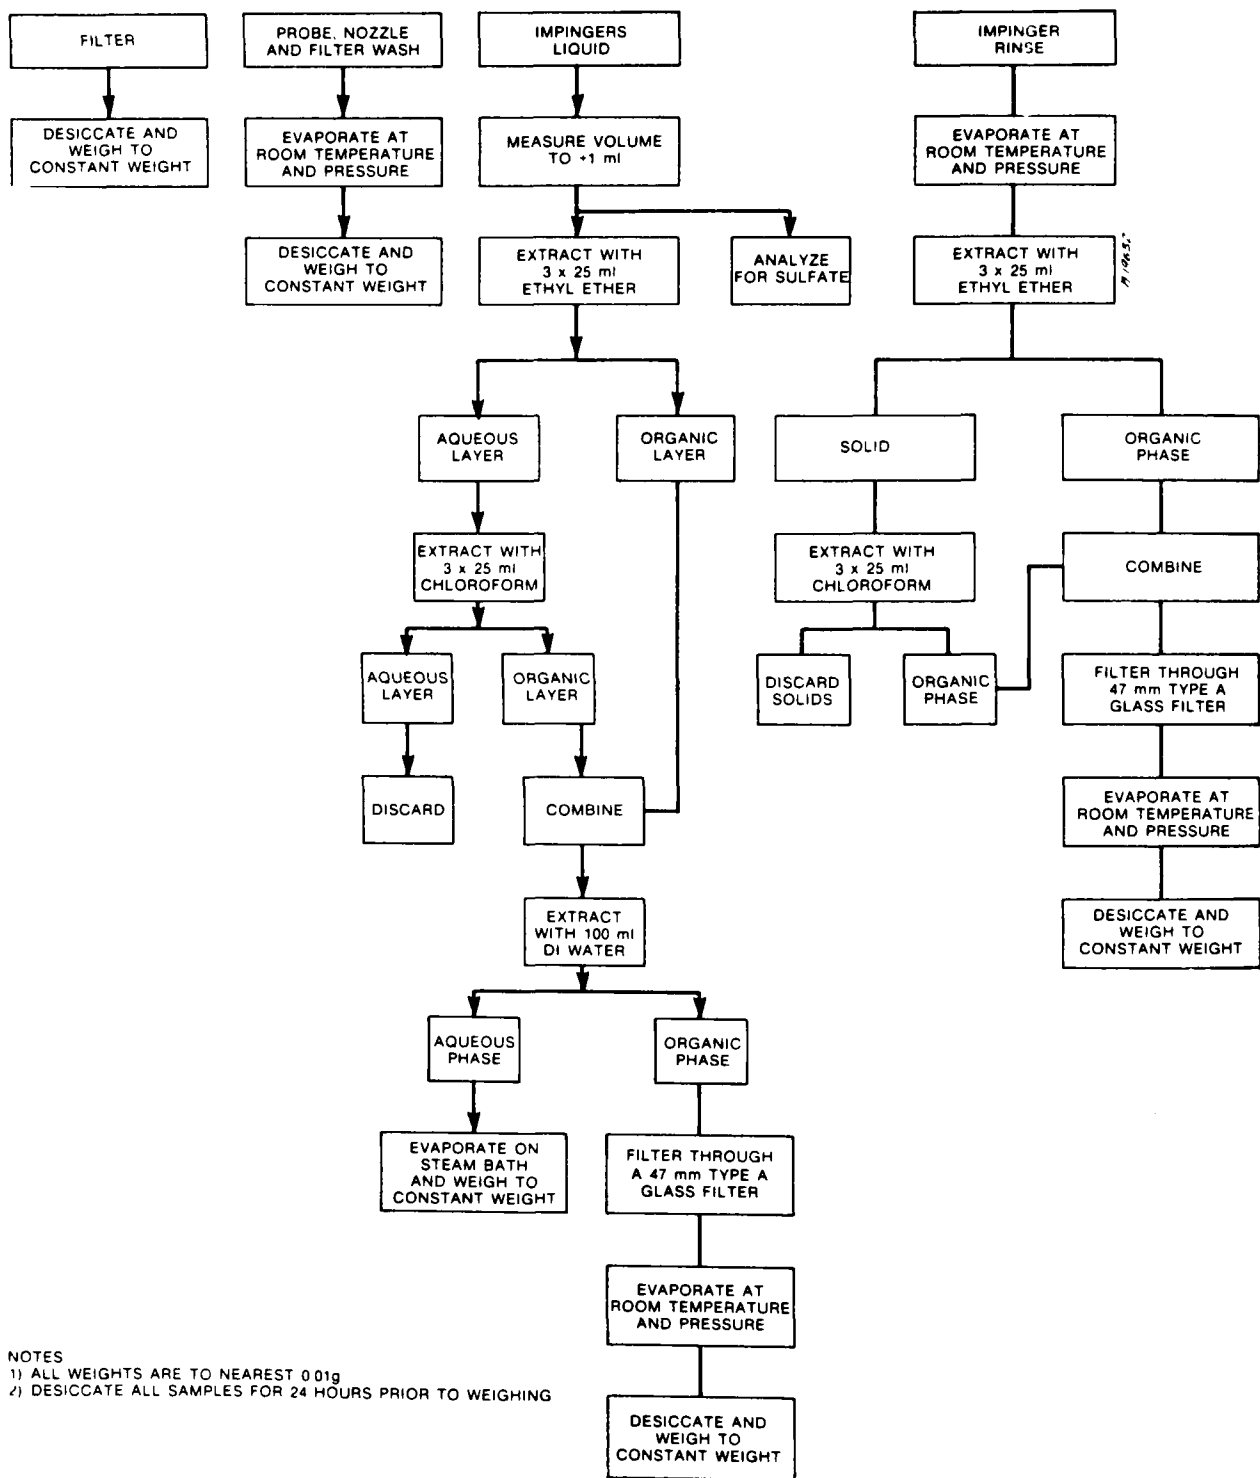 FILTER
DESICCATE AND
WEIGH TO
CONSTANT WEIGHT
PROBE, NOZZLE
AND FILTER WASH
EVAPORATE AT
ROOM TEMPERATURE
AND PRESSURE
DESICCATE AND
WEIGH TO
CONSTANT WEIGHT
IMPINGERS
LIQUID
MEASURE VOLUME
TO +1 ml
EXTRACT WITH
3 x 25 ml
ETHYL ETHER
ANALYZE
FOR SULFATE
AQUEOUS
LAYER
ORGANIC
LAYER
EXTRACT WITH
3 x 25 ml
CHLOROFORM
AQUEOUS
LAYER
ORGANIC
LAYER
DISCARD
COMBINE
EXTRACT
WITH 100 ml
DI WATER
AQUEOUS
PHASE
ORGANIC
PHASE
EVAPORATE ON
STEAM BATH
AND WEIGH TO
CONSTANT WEIGHT
FILTER THROUGH
A 47 mm TYPE A
GLASS FILTER
EVAPORATE AT
ROOM TEMPERATURE
AND PRESSURE
DESICCATE AND
WEIGH TO
CONSTANT WEIGHT
IMPINGER
RINSE
EVAPORATE AT
ROOM TEMPERATURE
AND PRESSURE
EXTRACT WITH
3 x 25 ml
ETHYL ETHER
SOLID
ORGANIC
PHASE
EXTRACT WITH
3 x 25 ml
CHLOROFORM
COMBINE
DISCARD
SOLIDS
ORGANIC
PHASE
FILTER THROUGH
47 mm TYPE A
GLASS FILTER
EVAPORATE AT
ROOM TEMPERATURE
AND PRESSURE
DESICCATE AND
WEIGH TO
CONSTANT WEIGHT
NOTES
1) ALL WEIGHTS ARE TO NEAREST 0 01g
2) DESICCATE ALL SAMPLES FOR 24 HOURS PRIOR TO WEIGHING